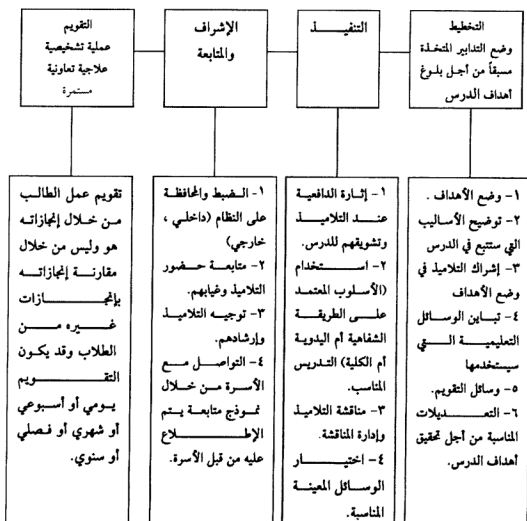 التخطيط
وضع التدابير المتخذة
مسبقاً من أجل بلوغ
أهداف الدرس
التنفيذ
الإشراف
والمتابعة
التقويم
عملية تشخيصية
علاجية تعاونية
مستمرة
١- وضع الأهداف .
٢- توضيح الأساليب
التي ستتبع في الدرس
٣- إشراك التلاميذ في
وضع الأهداف
٤- تباين الوسائل
التعليمية التي
سيستخدمها
٥- وسائل التقويم.
٦- التعديلات
المناسبة من أجل تحقيق
أهداف الدرس.
١- إثارة الدافعية
عند التلاميذ
وتشويقهم للدرس.
٢- استخدام
(الأسلوب المعتمد
على الطريقة
الشفاهية أم اليدوية
أم الكلية) التدريس
المناسب.
٣- مناقشة التلاميذ
وإدارة المناقشة.
٤- اختيار
الوسائل المعينة
المناسبة.
١- الضبط والمحافظة
على النظام (داخلي ،
خارجي)
٢- متابعة حضور
التلاميذ وغيابهم.
٣- توجيه التلاميذ
وإرشادهم.
٤- التواصل مع
الأسرة من خلال
نموذج متابعة يتم
الإطلاع
عليه من قبل الأسرة.
تقويم عمل الطالب
من خلال إنجازاته
هو وليس من خلال
مقارنة إنجازاته
بإنجازات
غيره من
الطلاب وقد يكون
التقويم
يومي أو أسبوعي
أو شهري أو فصلي
أو سنوي.